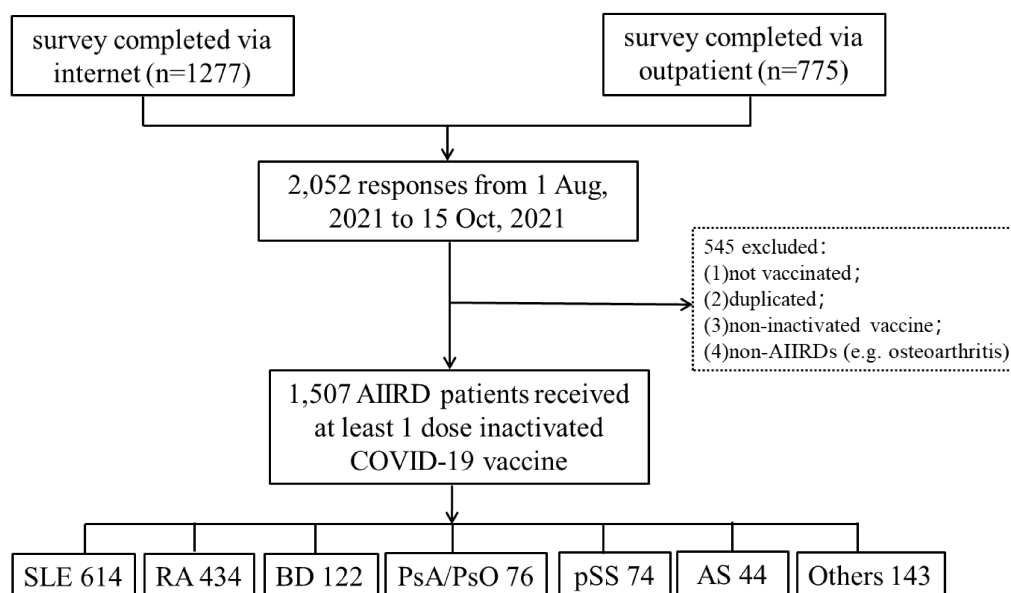 survey completed via
internet (n=1277)
survey completed via
outpatient (n=775)
2,052 responses from 1 Aug,
2021 to 15 Oct, 2021
545 excluded：
(1)not vaccinated；
(2)duplicated；
(3)non-inactivated vaccine；
(4)non-AIIRDs (e.g. osteoarthritis)
1,507 AIIRD patients received
at least 1 dose inactivated
COVID-19 vaccine
SLE 614
RA 434
BD 122
PsA/PsO 76
pSS 74
AS 44
Others 143